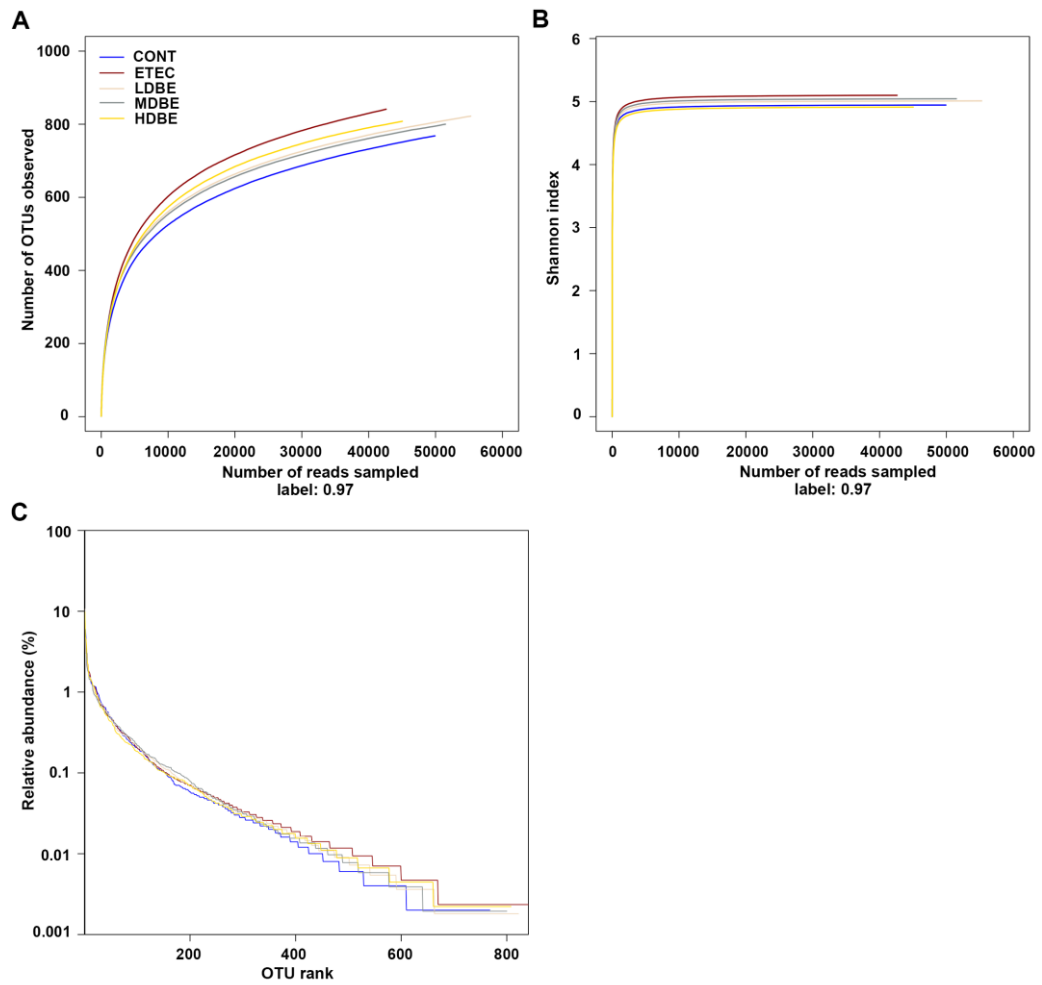 A
1000
800
600
400
200
0
Number of OTUs observed
CONT
ETEC
LDBE
MDBE
HDBE
0 10000 20000 30000 40000 50000 60000
Number of reads sampled
label: 0.97
B
6
5
4
3
2
1
0
Shannon index
0 10000 20000 30000 40000 50000 60000
Number of reads sampled
label: 0.97
C
100
10
1
0.1
0.01
0.001
Relative abundance (%)
200 400 600 800
OTU rank